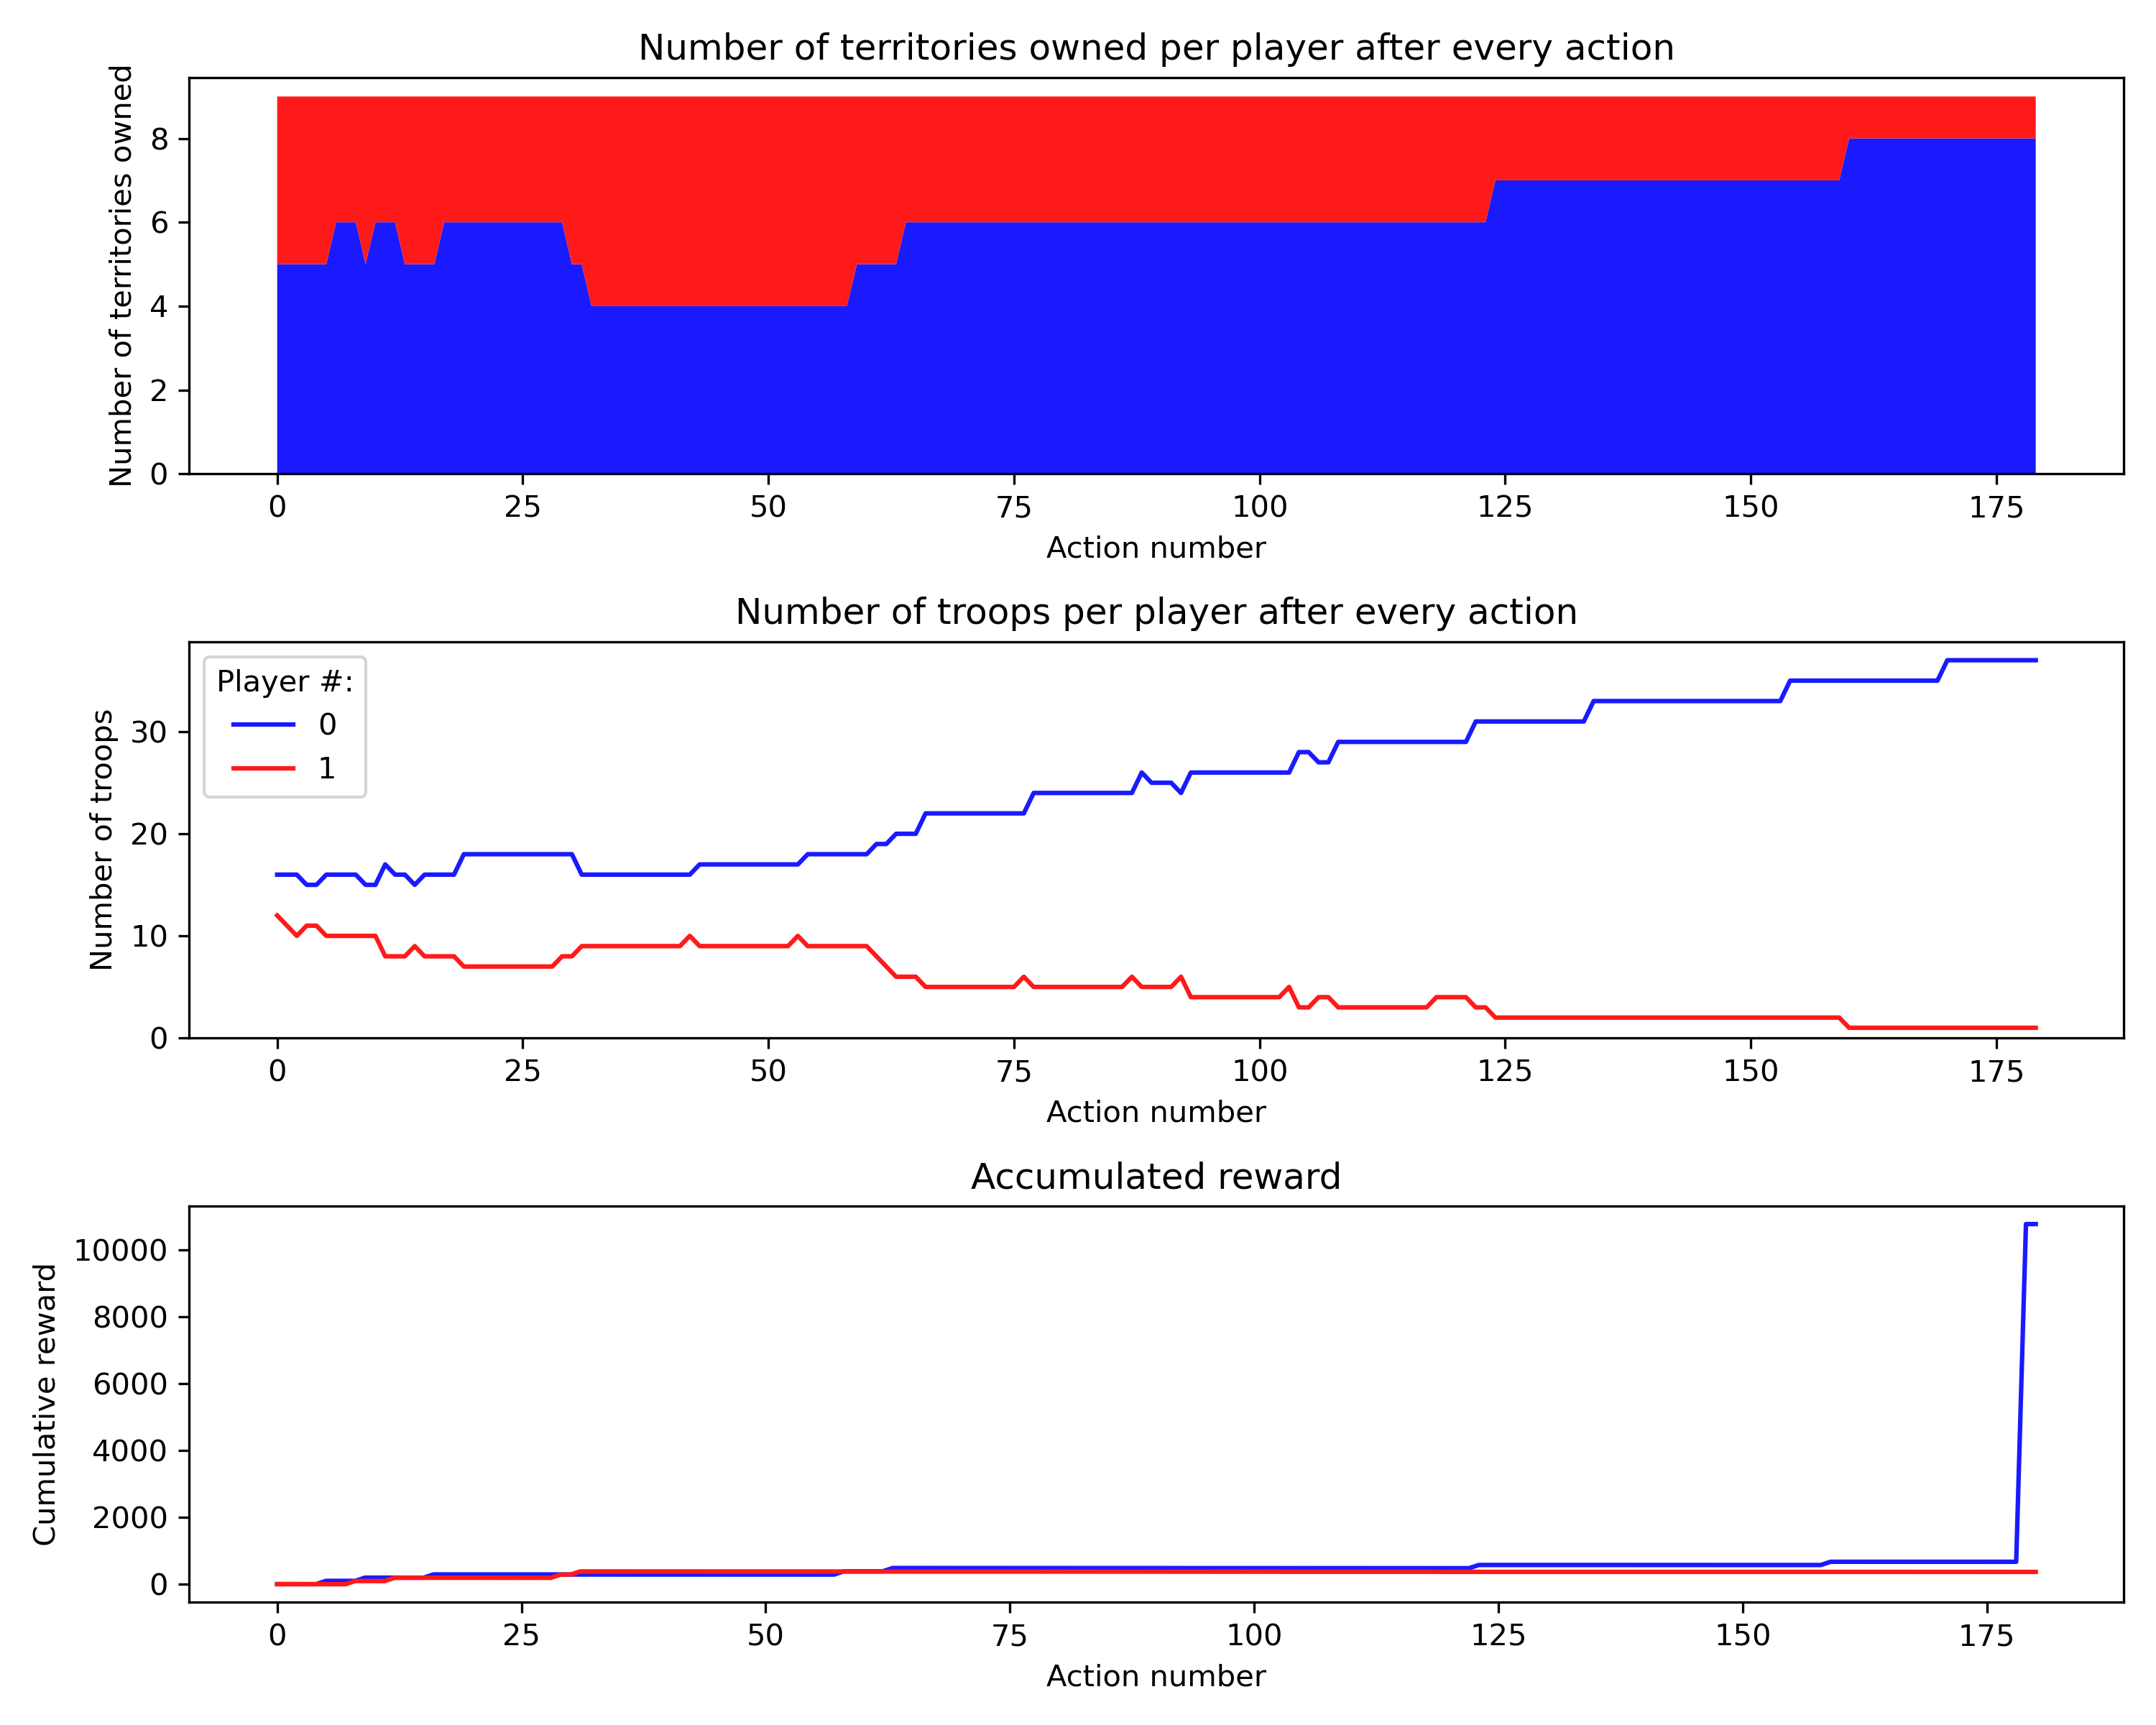 Number of territories owned per player after every action
Number of territories owned
8
6
4
2
0
0 25 50 75 100 125 150 175
Action number
Number of troops per player after every action
Number of troops
Player #:
0
1
30
20
10
0
0 25 50 75 100 125 150 175
Action number
Accumulated reward
Cumulative reward
10000
8000
6000
4000
2000
0
0 25 50 75 100 125 150 175
Action number